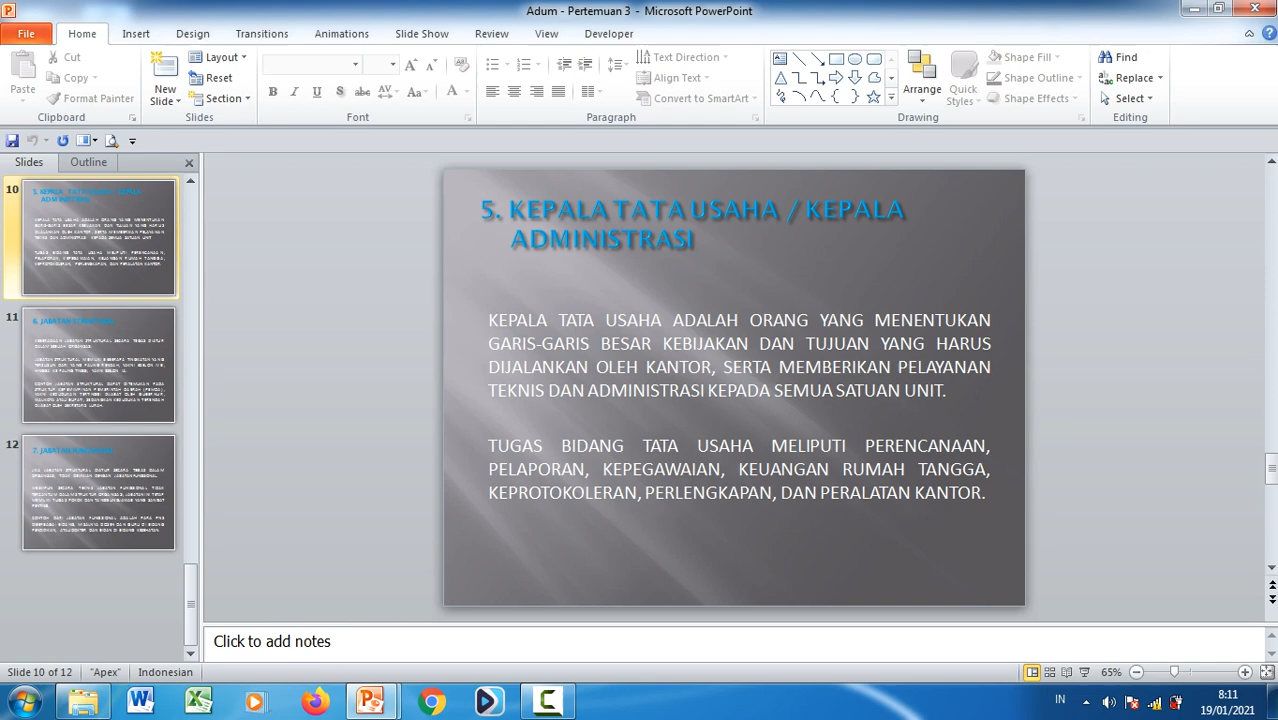 Adum - Pertemuan 3 - Microsoft PowerPoint
File Home Insert Design Transitions Animations Slide Show Review View Developer
Paste
Cut
Copy
Format Painter
Clipboard
New Slide
Layout
Reset
Section
Slides
B I U S abc AV Aa A
Font
Text Direction
Align Text
Convert to SmartArt
Paragraph
Arrange
Quick Styles
Shape Fill
Shape Outline
Shape Effects
Drawing
Find
Replace
Select
Editing
Slides Outline
10
11
12
5. KEPALA TATA USAHA / KEPALA
ADMINISTRASI
KEPALA TATA USAHA ADALAH ORANG YANG MENENTUKAN
GARIS-GARIS BESAR KEBIJAKAN DAN TUJUAN YANG HARUS
DIJALANKAN OLEH KANTOR, SERTA MEMBERIKAN PELAYANAN
TEKNIS DAN ADMINISTRASI KEPADA SEMUA SATUAN UNIT.
TUGAS BIDANG TATA USAHA MELIPUTI PERENCANAAN,
PELAPORAN, KEPEGAWAIAN, KEUANGAN RUMAH TANGGA,
KEPROTOKOLERAN, PERLENGKAPAN, DAN PERALATAN KANTOR.
Click to add notes
Slide 10 of 12 "Apex" Indonesian 65%
IN 8:11
19/01/2021